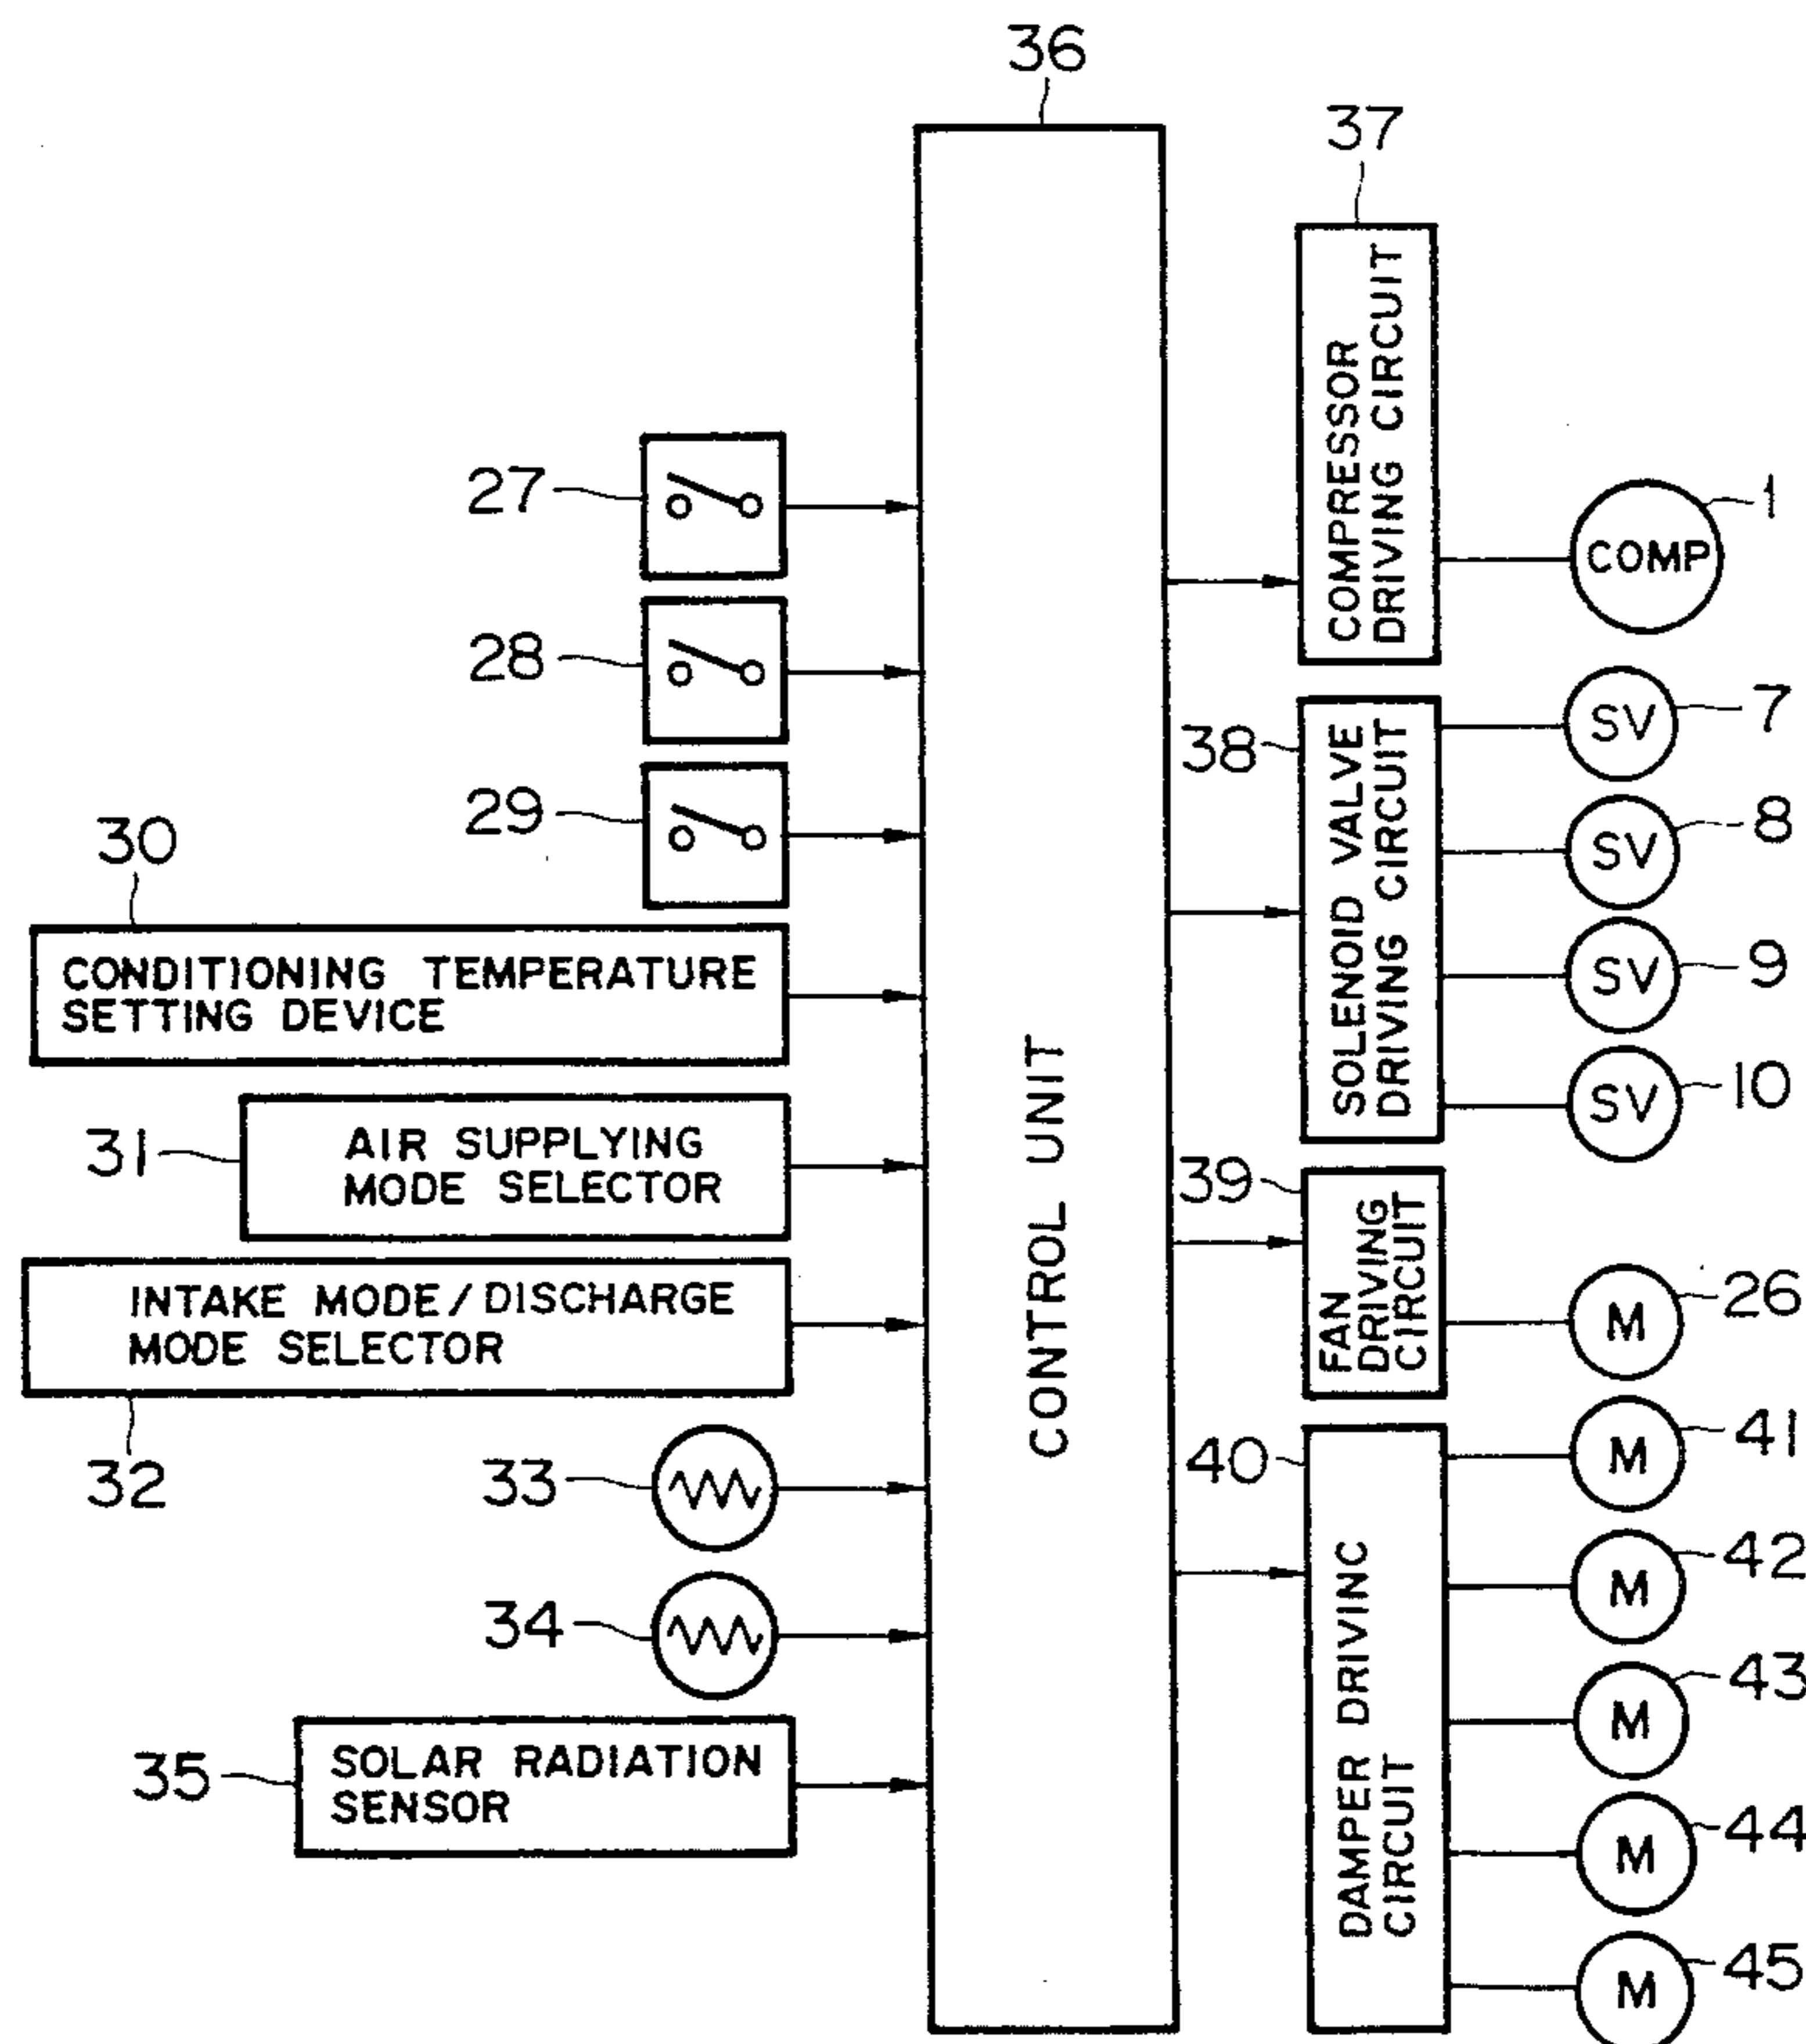 36
37
COMPRESSOR
DRIVING CIRCUIT
1
COMP
27
28
29
38
SOLENOID VALVE
DRIVING CIRCUIT
SV
7
SV
8
SV
9
SV
10
30
CONDITIONING TEMPERATURE
SETTING DEVICE
CONTROL UNIT
31
AIR SUPPLYING
MODE SELECTOR
39
FAN
DRIVING
CIRCUIT
M
26
INTAKE MODE/DISCHARGE
MODE SELECTOR
32
33
34
40
DAMPER DRIVINC
CIRCUIT
M
41
M
42
M
43
M
44
M
45
35
SOLAR RADIATION
SENSOR